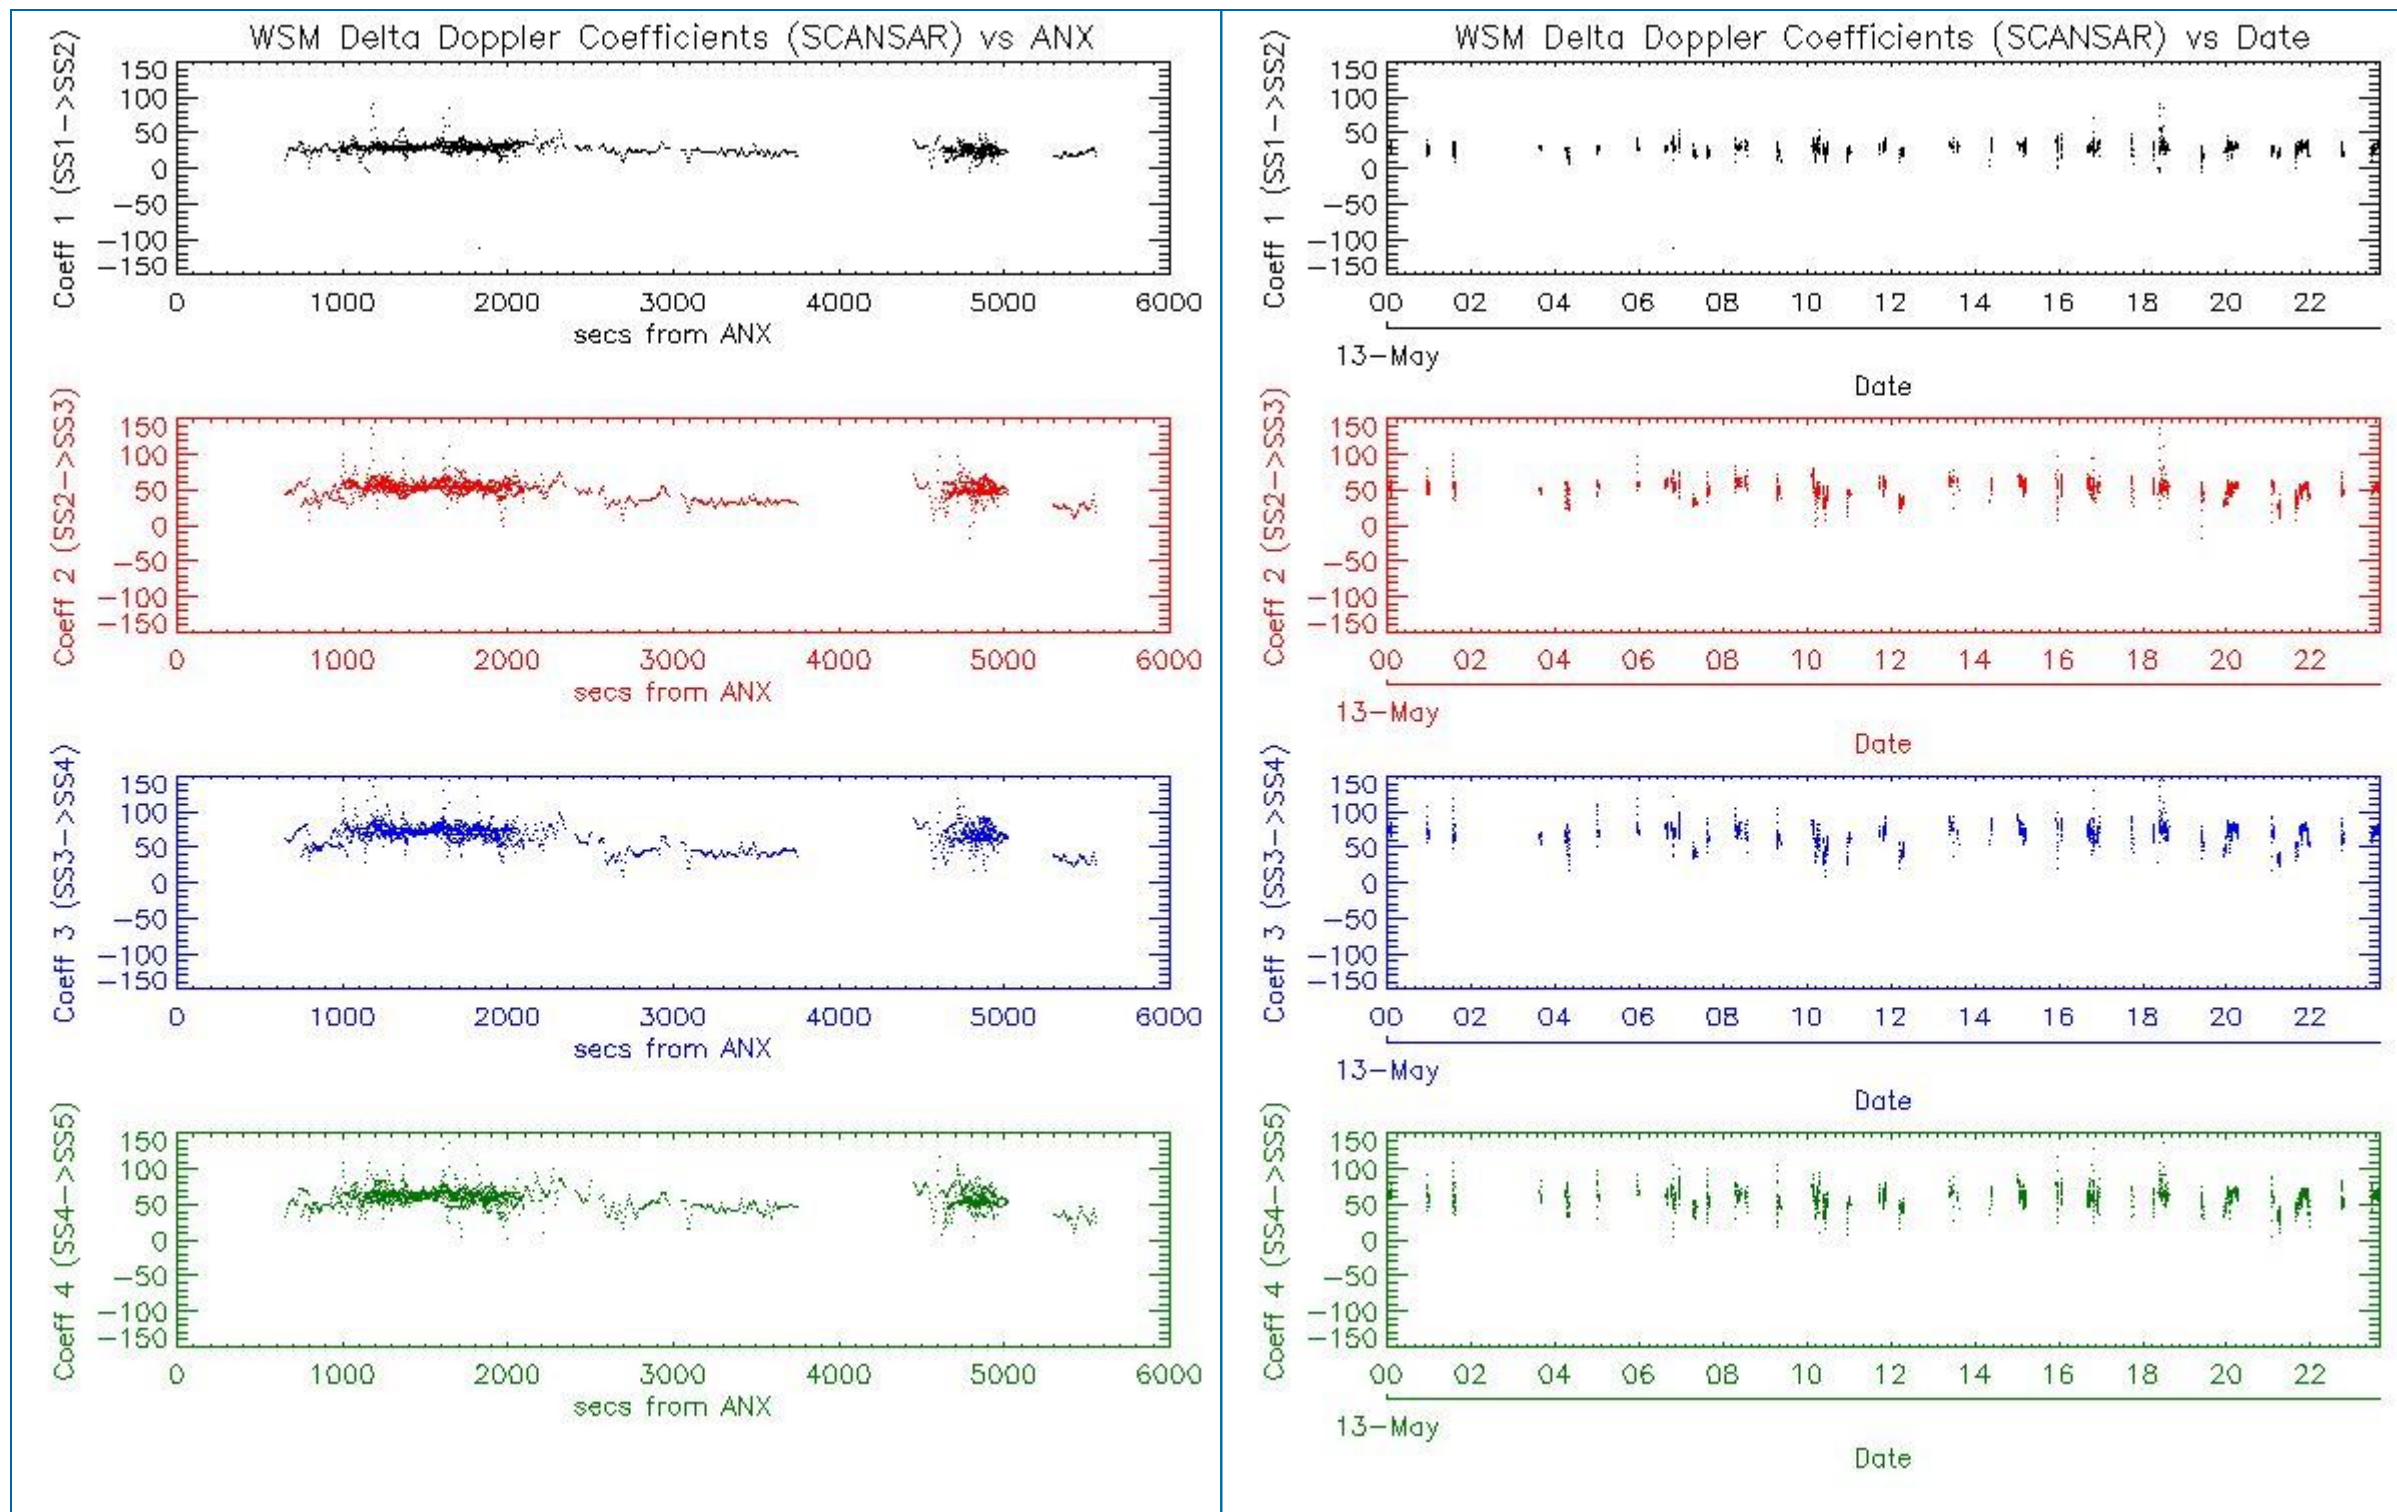 WSM Delta Doppler Coefficients (SCANSAR) vs ANX
Coeff 1 (SS1->SS2)
150
100
50
0
-50
-100
-150
0 1000 2000 3000 4000 5000 6000
secs from ANX
Coeff 2 (SS2->SS3)
150
100
50
0
-50
-100
-150
0 1000 2000 3000 4000 5000 6000
secs from ANX
Coeff 3 (SS3->SS4)
150
100
50
0
-50
-100
-150
0 1000 2000 3000 4000 5000 6000
secs from ANX
Coeff 4 (SS4->SS5)
150
100
50
0
-50
-100
-150
0 1000 2000 3000 4000 5000 6000
secs from ANX
WSM Delta Doppler Coefficients (SCANSAR) vs Date
Coeff 1 (SS1->SS2)
150
100
50
0
-50
-100
-150
00 02 04 06 08 10 12 14 16 18 20 22
13-May
Date
Coeff 2 (SS2->SS3)
150
100
50
0
-50
-100
-150
00 02 04 06 08 10 12 14 16 18 20 22
13-May
Date
Coeff 3 (SS3->SS4)
150
100
50
0
-50
-100
-150
00 02 04 06 08 10 12 14 16 18 20 22
13-May
Date
Coeff 4 (SS4->SS5)
150
100
50
0
-50
-100
-150
00 02 04 06 08 10 12 14 16 18 20 22
13-May
Date